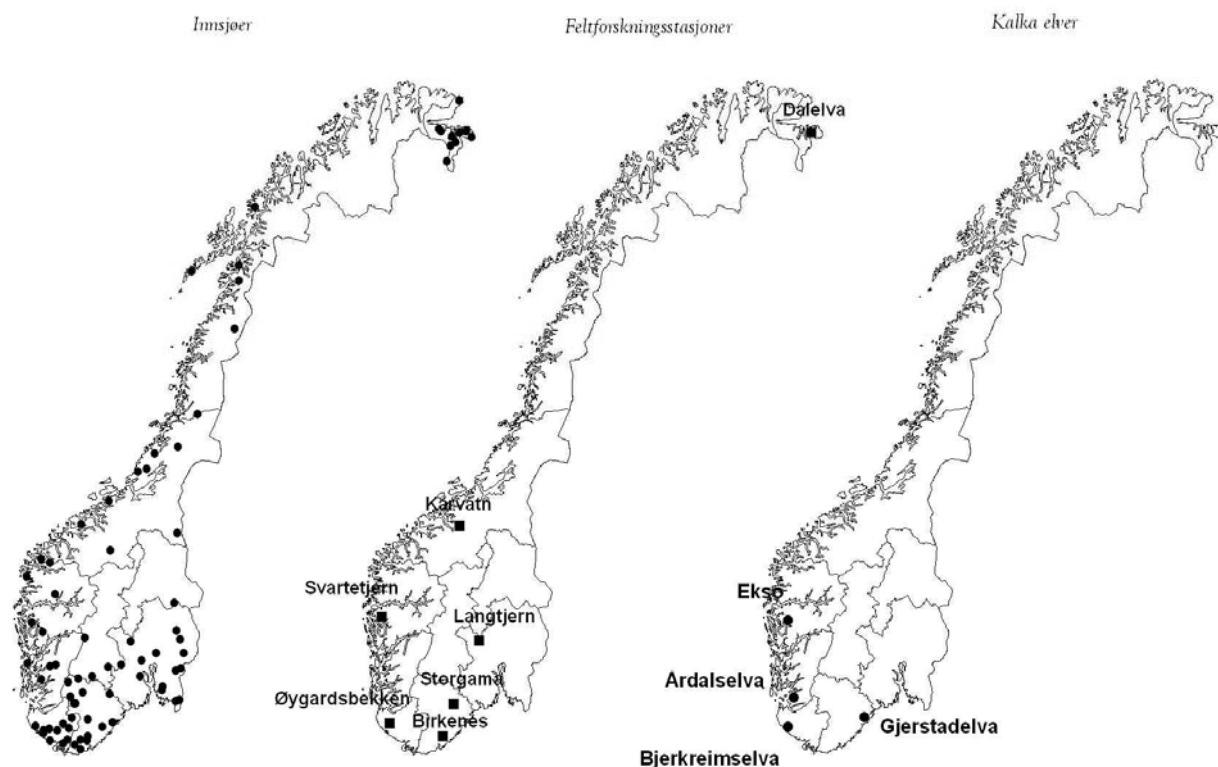 Innsjøer
Feltforskningsstasjoner
Kalka elver
Dalelva
Kårvatn
Svartetjern
Langtjern
Storgama
Øygardsbekken
Birkenes
Ekso
Årdalselva
Gjerstadelva
Bjerkreimselva